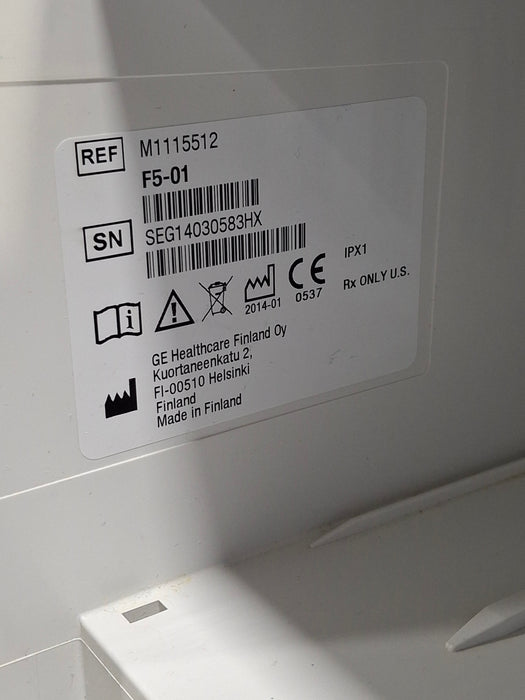 REF M1115512
F5-01
SN SEG14030583HX
IPX1
2014-01 CE 0537 Rx ONLY U.S.
GE Healthcare Finland Oy
Kuortaneenkatu 2,
FI-00510 Helsinki
Finland
Made in Finland